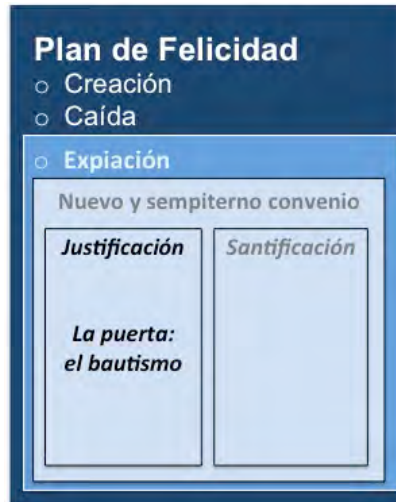 Plan de Felicidad
o Creación
o Caída
o Expiación
Nuevo y sempiterno convenio
Justificación
La puerta:
el bautismo
Santificación